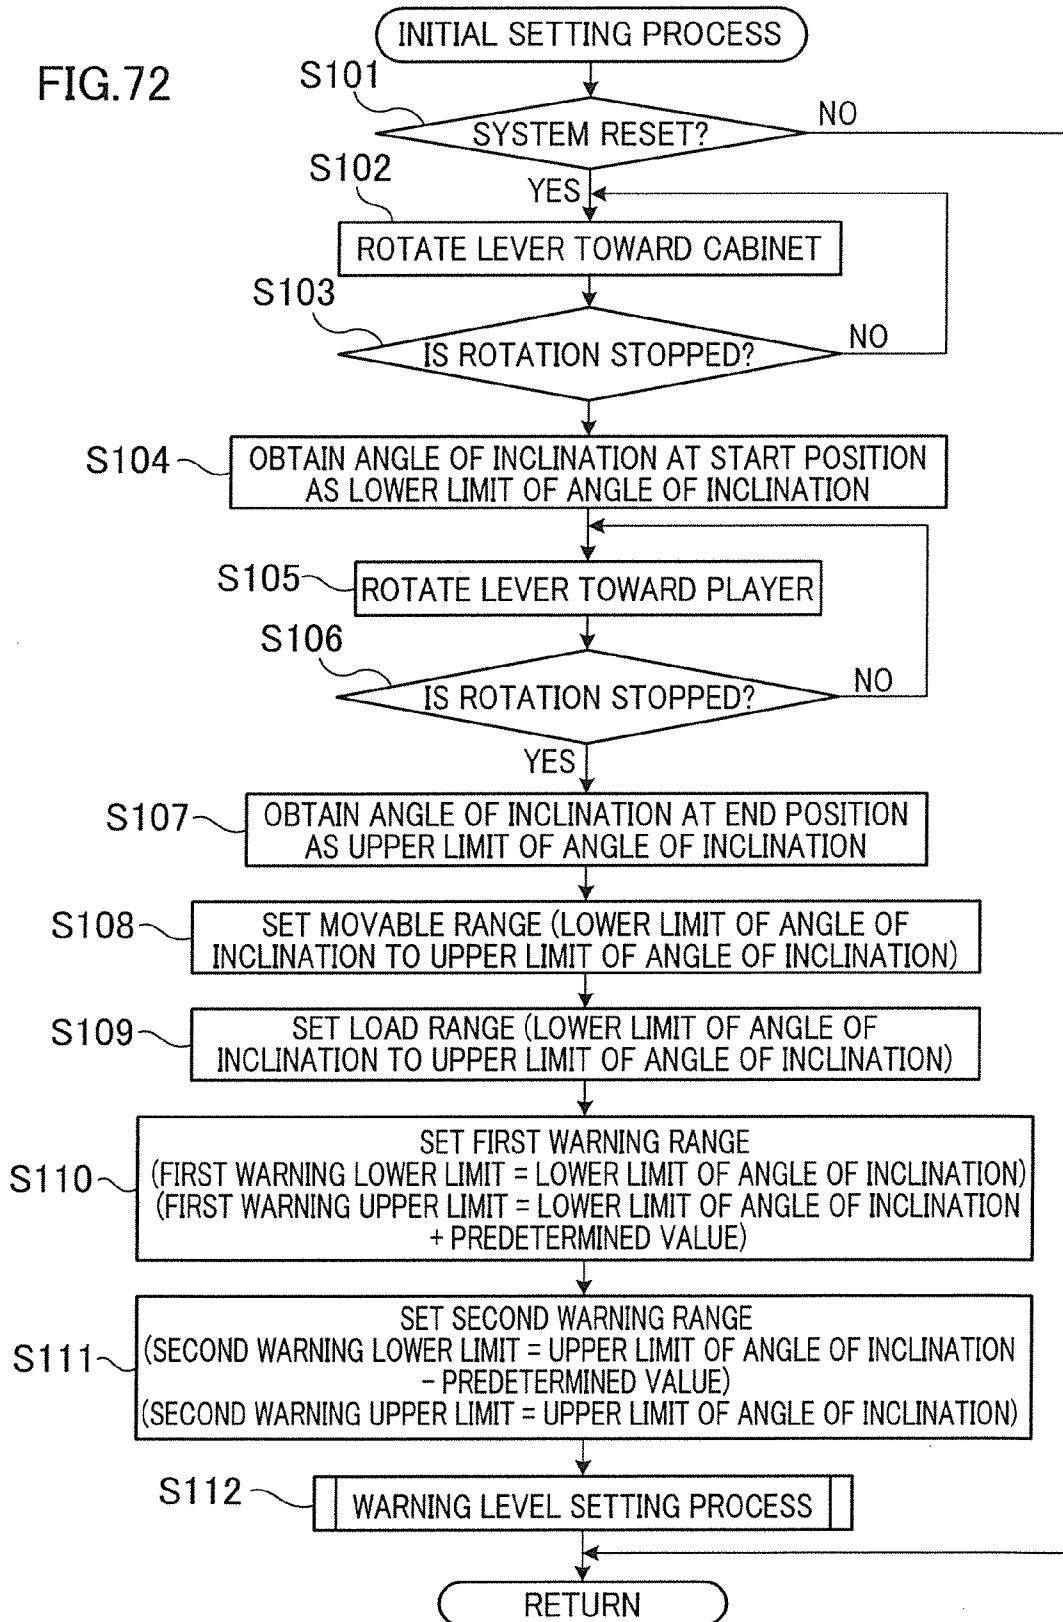 INITIAL SETTING PROCESS
FIG.72
S101
SYSTEM RESET?
NO
YES
S102
ROTATE LEVER TOWARD CABINET
S103
IS ROTATION STOPPED?
NO
S104
OBTAIN ANGLE OF INCLINATION AT START POSITION
AS LOWER LIMIT OF ANGLE OF INCLINATION
S105
ROTATE LEVER TOWARD PLAYER
S106
IS ROTATION STOPPED?
NO
YES
S107
OBTAIN ANGLE OF INCLINATION AT END POSITION
AS UPPER LIMIT OF ANGLE OF INCLINATION
S108
SET MOVABLE RANGE (LOWER LIMIT OF ANGLE OF
INCLINATION TO UPPER LIMIT OF ANGLE OF INCLINATION)
S109
SET LOAD RANGE (LOWER LIMIT OF ANGLE OF
INCLINATION TO UPPER LIMIT OF ANGLE OF INCLINATION)
S110
SET FIRST WARNING RANGE
(FIRST WARNING LOWER LIMIT = LOWER LIMIT OF ANGLE OF INCLINATION)
(FIRST WARNING UPPER LIMIT = LOWER LIMIT OF ANGLE OF INCLINATION
+ PREDETERMINED VALUE)
S111
SET SECOND WARNING RANGE
(SECOND WARNING LOWER LIMIT = UPPER LIMIT OF ANGLE OF INCLINATION
- PREDETERMINED VALUE)
(SECOND WARNING UPPER LIMIT = UPPER LIMIT OF ANGLE OF INCLINATION)
S112
WARNING LEVEL SETTING PROCESS
RETURN